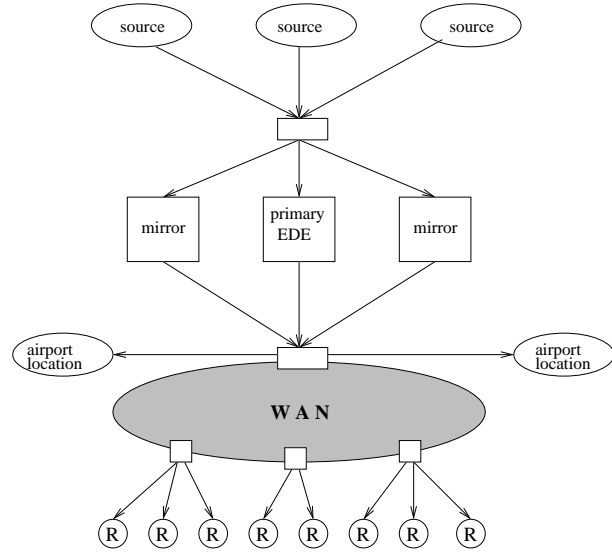 source
source
source
mirror
primary
EDE
mirror
airport
location
airport
location
W A N
R
R
R
R
R
R
R
R